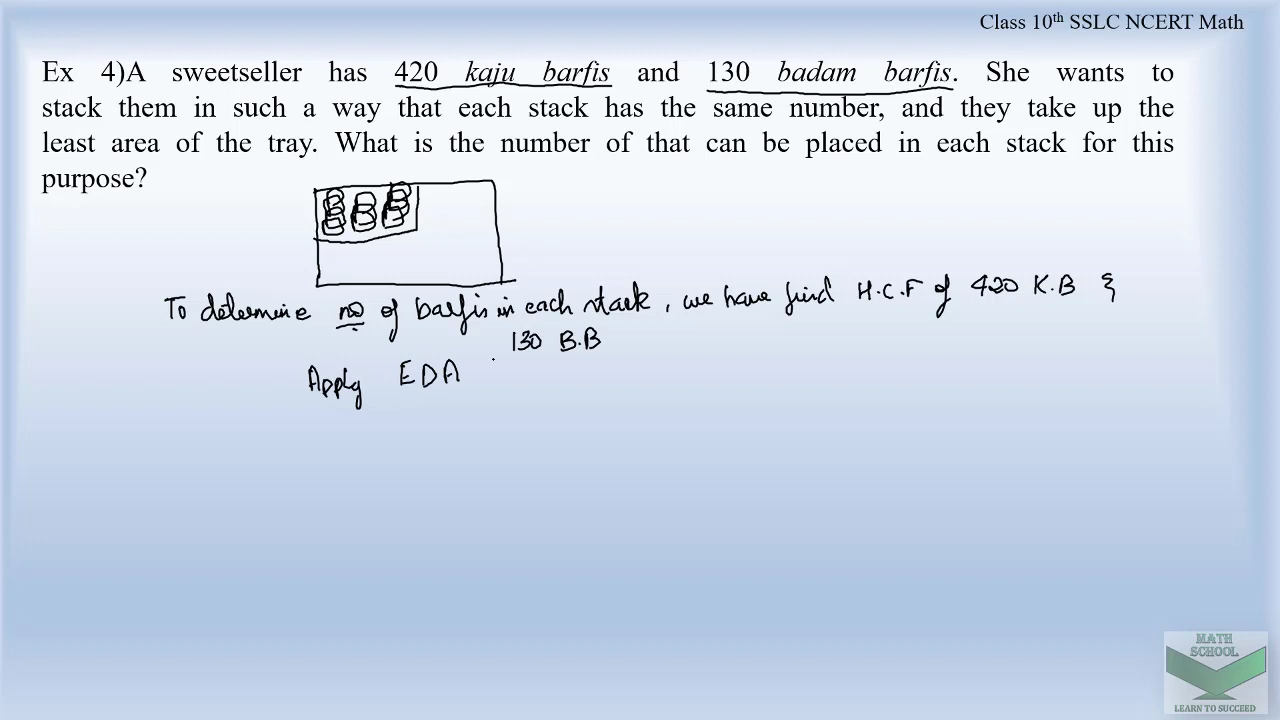 Class 10th SSLC NCERT Math
Ex 4)A sweetseller has 420 kaju barfis and 130 badam barfis. She wants to
stack them in such a way that each stack has the same number, and they take up the
least area of the tray. What is the number of that can be placed in each stack for this
purpose?
To determine no of barfis in each stack, we have find H.C.F of 420 K.B &
130 B.B
Apply EDA
MATH
SCHOOL
LEARN TO SUCCEED